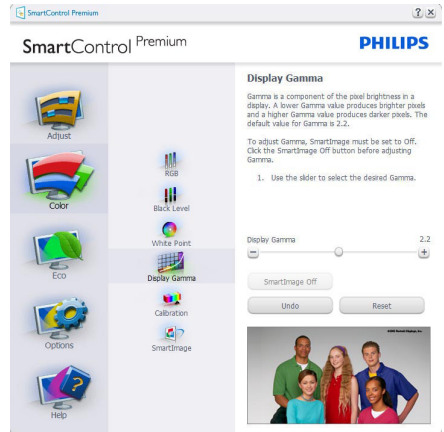 SmartControl Premium
SmartControl Premium
PHILIPS
Adjust
Color
Eco
Options
Help
RGB
Black Level
White Point
Display Gamma
Calibration
SmartImage
Display Gamma
Gamma is a component of the pixel brightness in a
display. A lower Gamma value produces brighter pixels
and a higher Gamma value produces darker pixels. The
default value for Gamma is 2.2.
To adjust Gamma, SmartImage must be set to Off.
Click the SmartImage Off button before adjusting
Gamma.
1. Use the slider to select the desired Gamma.
Display Gamma 2.2
SmartImage Off
Undo Reset